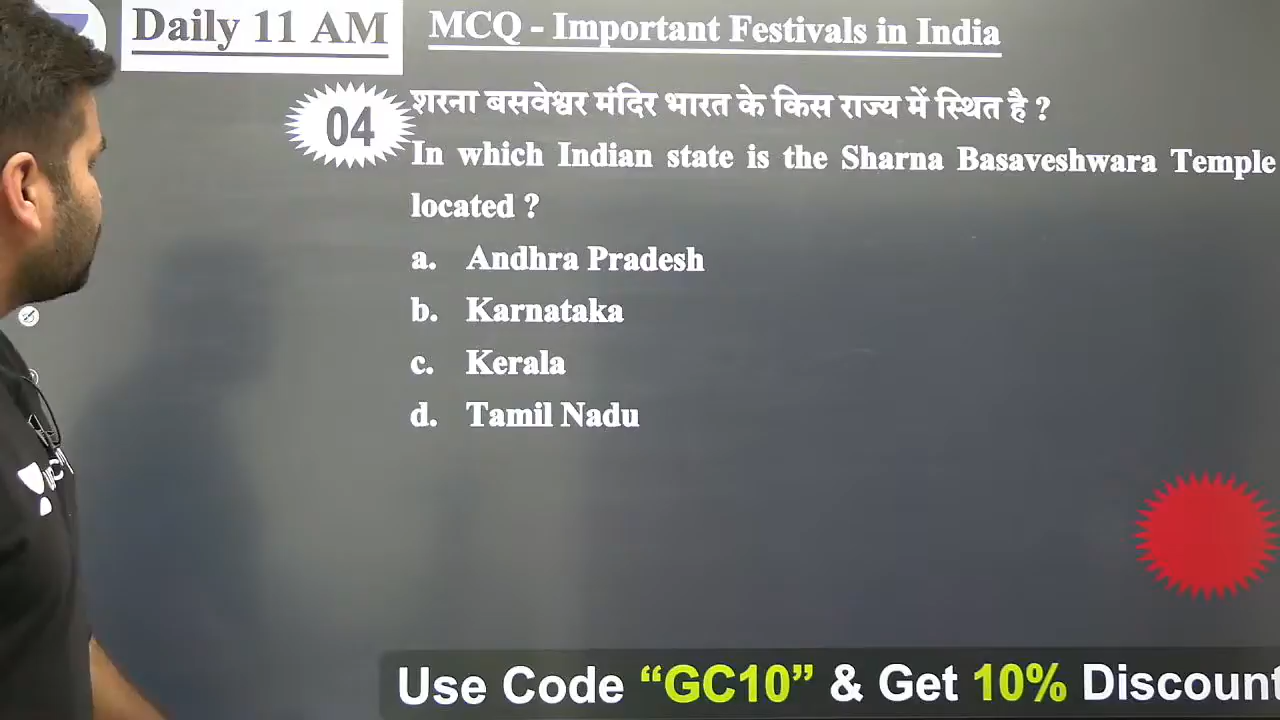 Daily 11 AM
MCQ - Important Festivals in India
04
शरना बसवेश्वर मंदिर भारत के किस राज्य में स्थित है ?
In which Indian state is the Sharna Basaveshwara Temple
located ?
a. Andhra Pradesh
b. Karnataka
c. Kerala
d. Tamil Nadu
Use Code “GC10” & Get 10% Discount